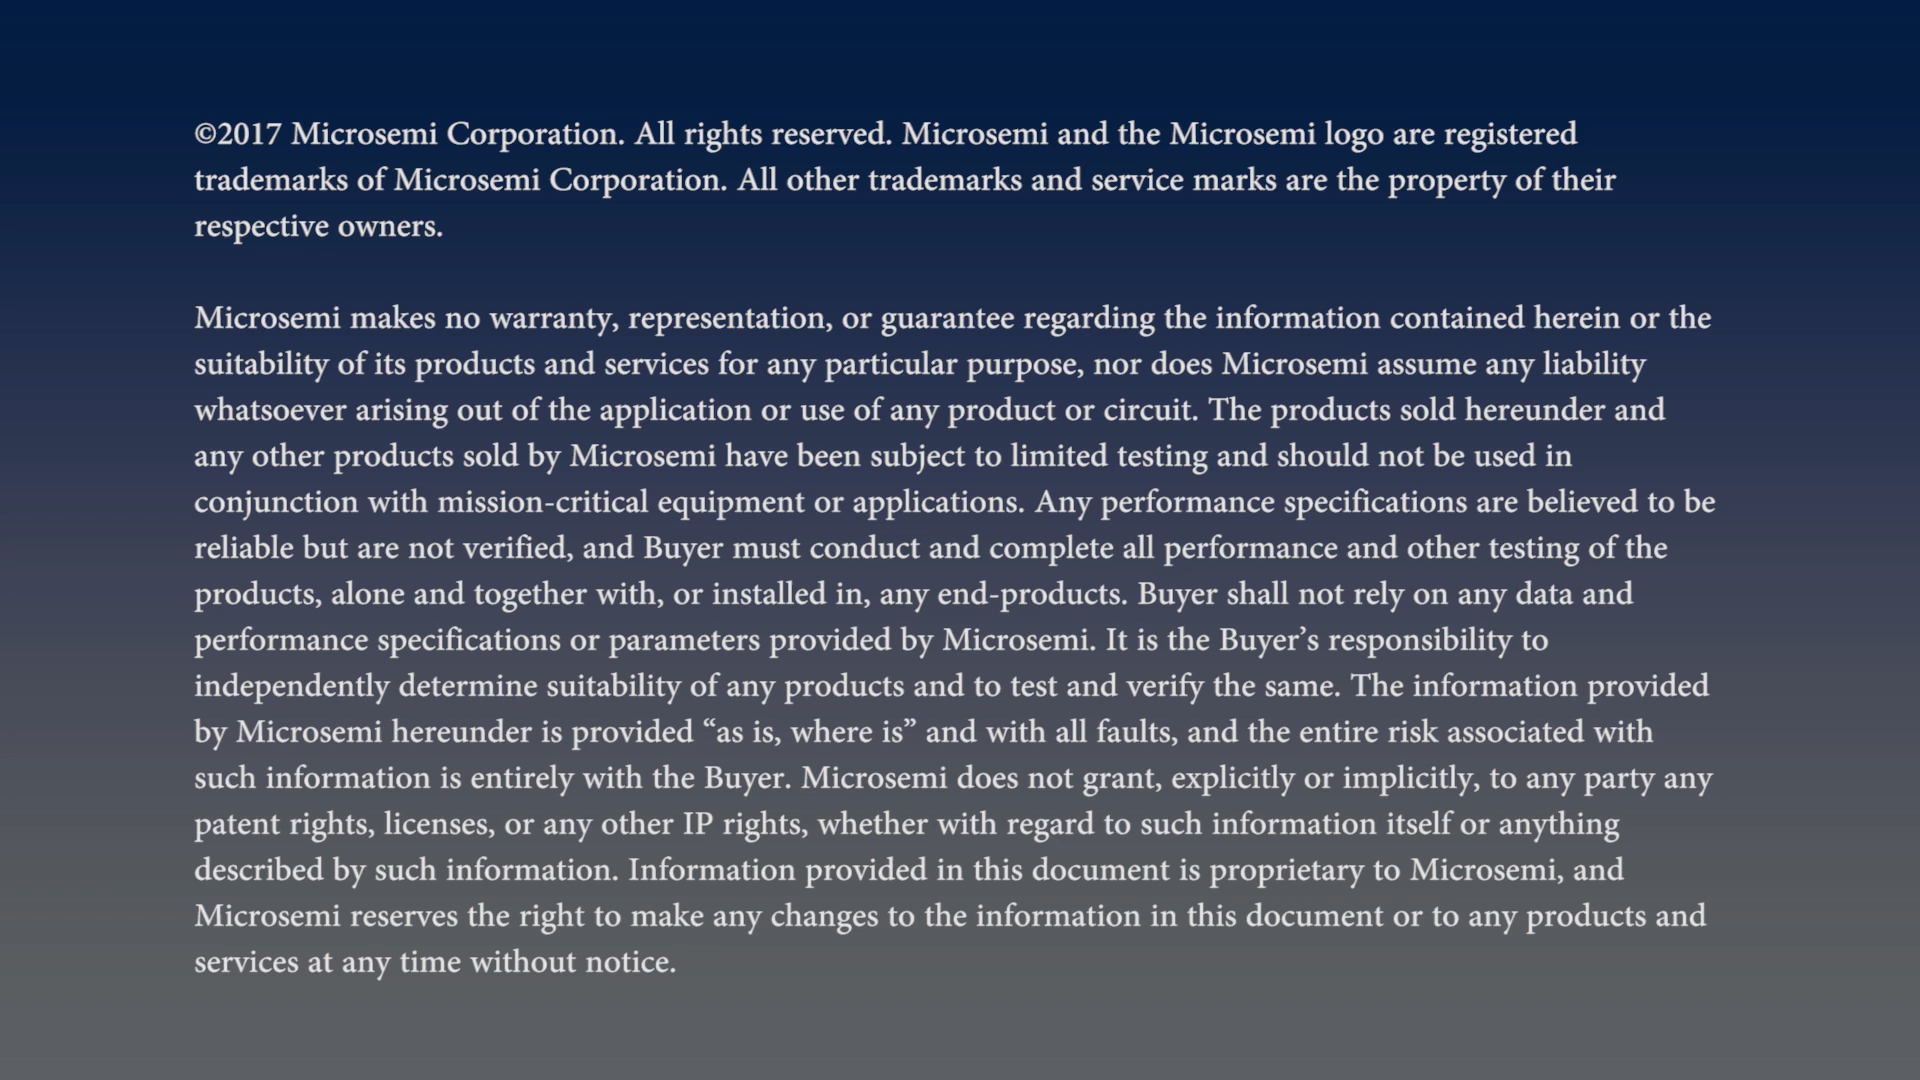 ©2017 Microsemi Corporation. All rights reserved. Microsemi and the Microsemi logo are registered
trademarks of Microsemi Corporation. All other trademarks and service marks are the property of their
respective owners.
Microsemi makes no warranty, representation, or guarantee regarding the information contained herein or the
suitability of its products and services for any particular purpose, nor does Microsemi assume any liability
whatsoever arising out of the application or use of any product or circuit. The products sold hereunder and
any other products sold by Microsemi have been subject to limited testing and should not be used in
conjunction with mission-critical equipment or applications. Any performance specifications are believed to be
reliable but are not verified, and Buyer must conduct and complete all performance and other testing of the
products, alone and together with, or installed in, any end-products. Buyer shall not rely on any data and
performance specifications or parameters provided by Microsemi. It is the Buyer’s responsibility to
independently determine suitability of any products and to test and verify the same. The information provided
by Microsemi hereunder is provided “as is, where is” and with all faults, and the entire risk associated with
such information is entirely with the Buyer. Microsemi does not grant, explicitly or implicitly, to any party any
patent rights, licenses, or any other IP rights, whether with regard to such information itself or anything
described by such information. Information provided in this document is proprietary to Microsemi, and
Microsemi reserves the right to make any changes to the information in this document or to any products and
services at any time without notice.